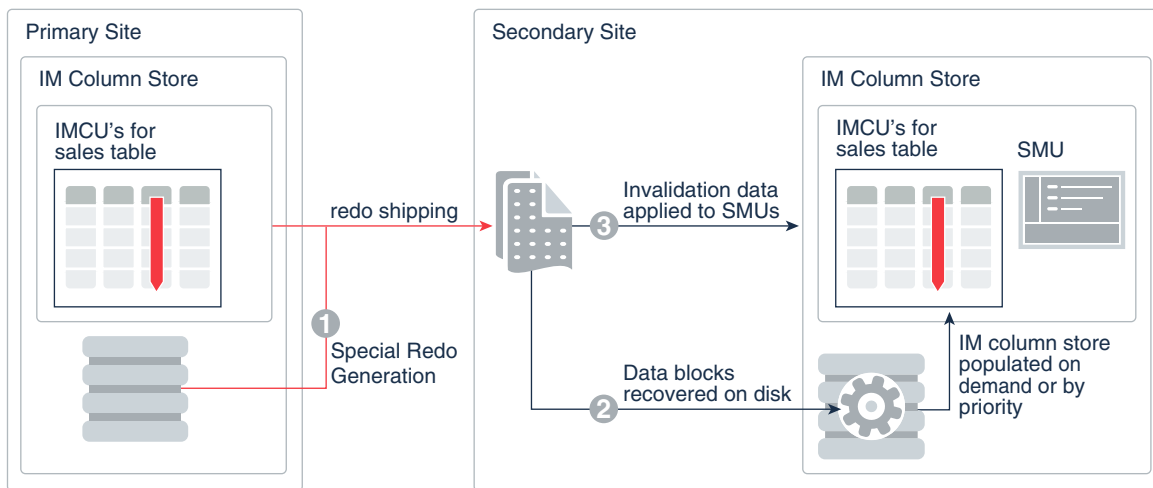 Primary Site
IM Column Store
IMCU's for
sales table
redo shipping
1
Special Redo
Generation
Secondary Site
3
Invalidation data
applied to SMUs
2
Data blocks
recovered on disk
IM Column Store
IMCU's for
sales table
SMU
IM column store
populated on
demand or by
priority